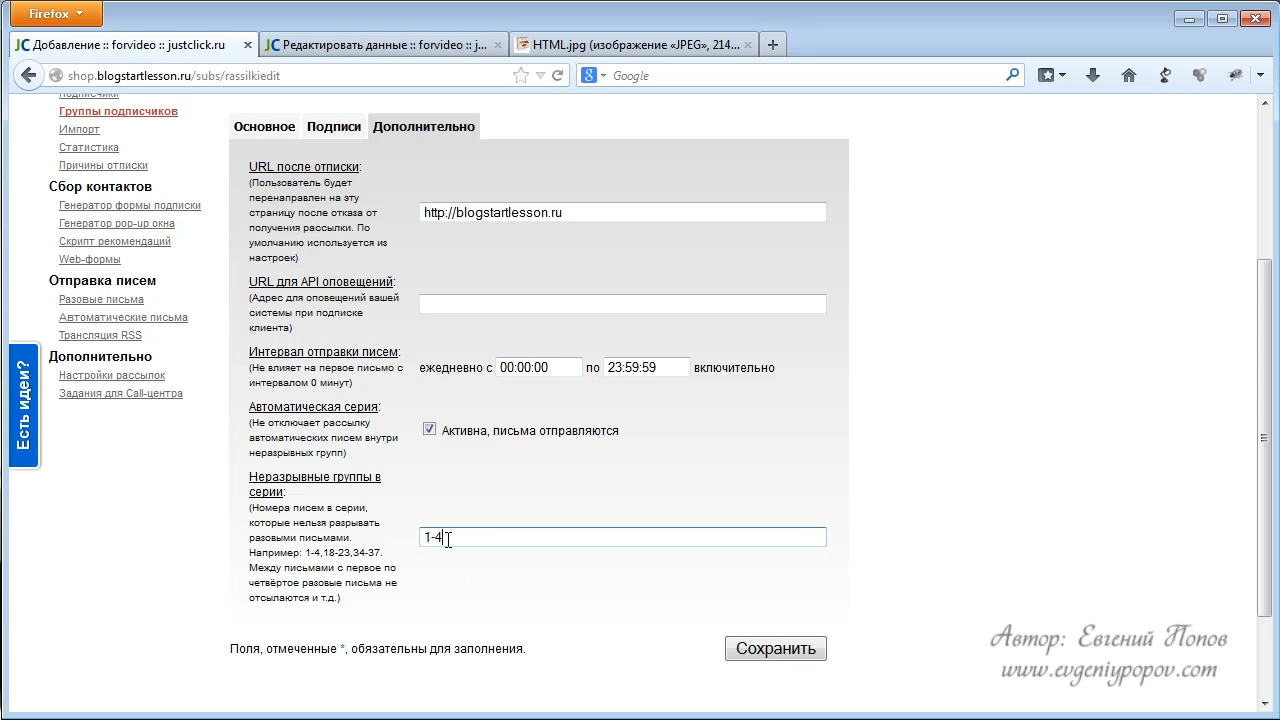 Firefox
Добавление :: forvideo :: justclick.ru
Редактировать данные :: forvideo :: j...
HTML.jpg (изображение «JPEG», 214...
shop.blogstartlesson.ru/subs/rassilkiedit
Google
Подписчики
Группы подписчиков
Импорт
Статистика
Причины отписки
Сбор контактов
Генератор формы подписки
Генератор pop-up окна
Скрипт рекомендаций
Web-формы
Отправка писем
Разовые письма
Автоматические письма
Трансляция RSS
Дополнительно
Настройки рассылок
Задания для Call-центра
Есть идеи?
Основное Подписи Дополнительно
URL после отписки:
(Пользователь будет
перенаправлен на эту
страницу после отказа от
получения рассылки. По
умолчанию используется из
настроек)
http://blogstartlesson.ru
URL для API оповещений:
(Адрес для оповещений вашей
системы при подписке
клиента)
Интервал отправки писем:
(Не влияет на первое письмо с
интервалом 0 минут)
ежедневно с 00:00:00 по 23:59:59 включительно
Автоматическая серия:
(Не отключает рассылку
автоматических писем внутри
неразрывных групп)
Активна, письма отправляются
Неразрывные группы в
серии:
(Номера писем в серии,
которые нельзя разрывать
разовыми письмами.
Например: 1-4,18-23,34-37.
Между письмами с первое по
четвёртое разовые письма не
отсылаются и т.д.)
1-4
Поля, отмеченные *, обязательны для заполнения.
Сохранить
Автор: Евгений Попов
www.evgeniypopov.com